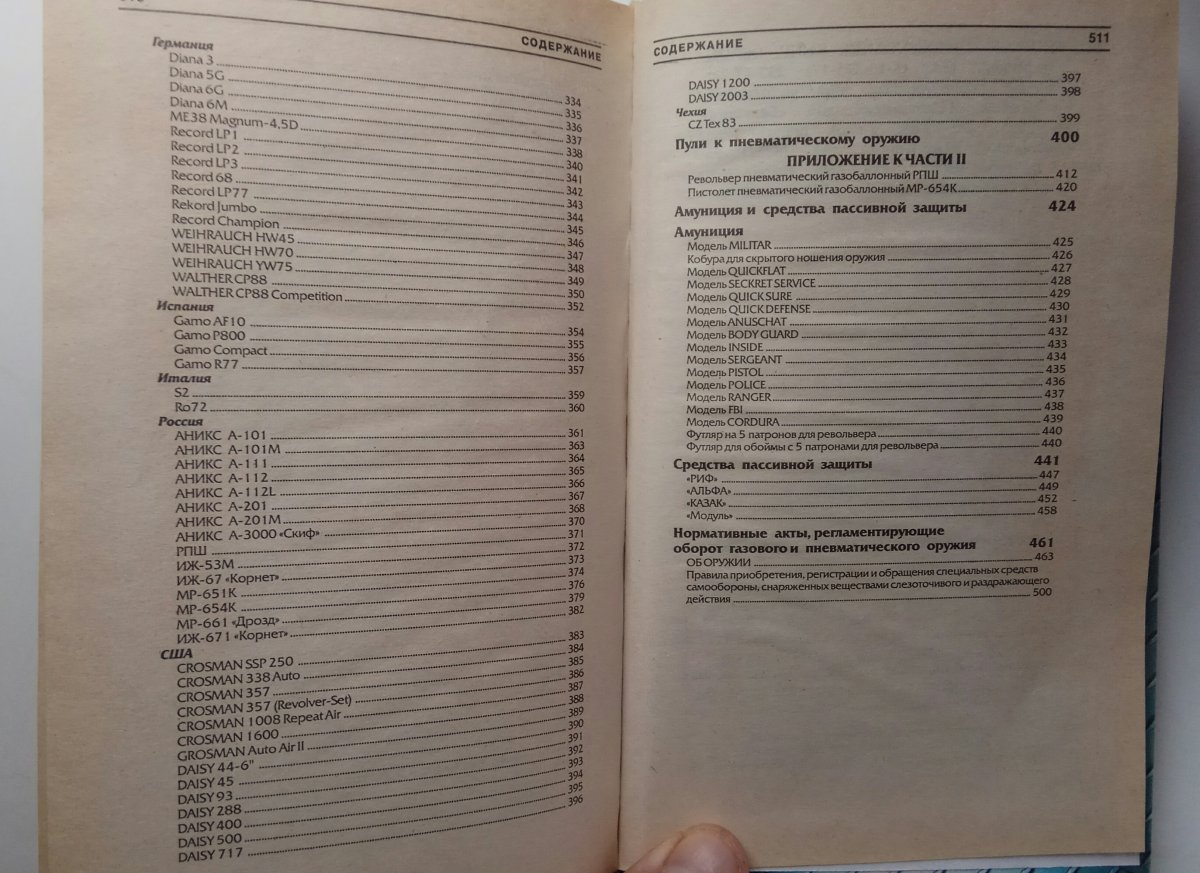 СОДЕРЖАНИЕ
Германия
Diana 3 334
Diana 5G 335
Diana 6G 336
Diana 6M 337
ME38 Magnum-4,5D 338
Record LP1 340
Record LP2 341
Record LP3 342
Record 68 343
Record LP77 344
Rekord Jumbo 345
Record Champion 346
WEIHRAUCH HW45 347
WEIHRAUCH HW70 348
WEIHRAUCH YW75 349
WALTHER CP88 350
WALTHER CP88 Competition 352
Испания
Gamo AF10 354
Gamo P800 355
Gamo Compact 356
Gamo R77 357
Италия
S2 359
Ro72 360
Россия
АНИКС А-101 361
АНИКС А-101М 363
АНИКС А-111 364
АНИКС А-112 365
АНИКС А-112L 366
АНИКС А-201 367
АНИКС А-201М 368
АНИКС А-3000 «Скиф» 370
РПШ 371
ИЖ-53М 372
ИЖ-67 «Корнет» 373
МР-651К 374
МР-654К 376
МР-661 «Дрозд» 379
ИЖ-671 «Корнет» 382
США
CROSMAN SSP 250 383
CROSMAN 338 Auto 384
CROSMAN 357 385
CROSMAN 357 (Revolver-Set) 386
CROSMAN 1008 Repeat Air 387
CROSMAN 1600 388
GROSMAN Auto Air II 389
DAISY 44-6" 390
DAISY 45 391
DAISY 93 392
DAISY 288 393
DAISY 400 394
DAISY 500 395
DAISY 717 396
СОДЕРЖАНИЕ 511
DAISY 1200 397
DAISY 2003 398
Чехия
CZ Tex 83 399
Пули к пневматическому оружию 400
ПРИЛОЖЕНИЕ К ЧАСТИ II
Револьвер пневматический газобаллонный РПШ 412
Пистолет пневматический газобаллонный МР-654К 420
Амуниция и средства пассивной защиты 424
Амуниция
Модель MILITAR 425
Кобура для скрытого ношения оружия 426
Модель QUICKFLAT 427
Модель SECKRET SERVICE 428
Модель QUICK SURE 429
Модель QUICK DEFENSE 430
Модель ANUSCHAT 431
Модель BODY GUARD 432
Модель INSIDE 433
Модель SERGEANT 434
Модель PISTOL 435
Модель POLICE 436
Модель RANGER 437
Модель FBI 438
Модель CORDURA 439
Футляр на 5 патронов для револьвера 440
Футляр для обоймы с 5 патронами для револьвера 440
Средства пассивной защиты 441
«РИФ» 447
«АЛЬФА» 449
«КАЗАК» 452
«Модуль» 458
Нормативные акты, регламентирующие
оборот газового и пневматического оружия 461
ОБ ОРУЖИИ 463
Правила приобретения, регистрации и обращения специальных средств
самообороны, снаряженных веществами слезоточивого и раздражающего
действия 500